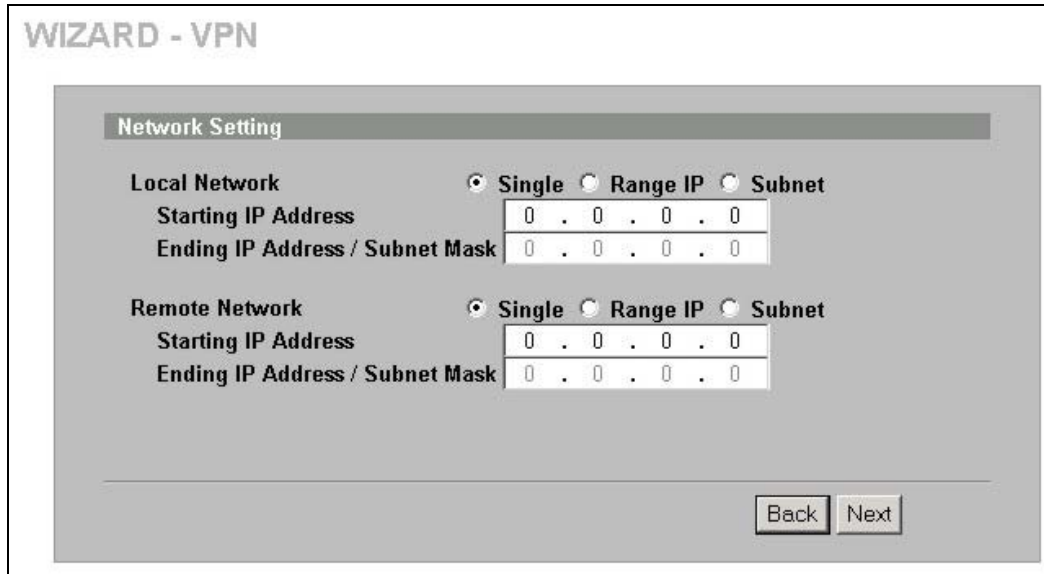 WIZARD - VPN
Network Setting
Local Network Single Range IP Subnet
Starting IP Address 0 . 0 . 0 . 0
Ending IP Address / Subnet Mask 0 . 0 . 0 . 0
Remote Network Single Range IP Subnet
Starting IP Address 0 . 0 . 0 . 0
Ending IP Address / Subnet Mask 0 . 0 . 0 . 0
Back Next